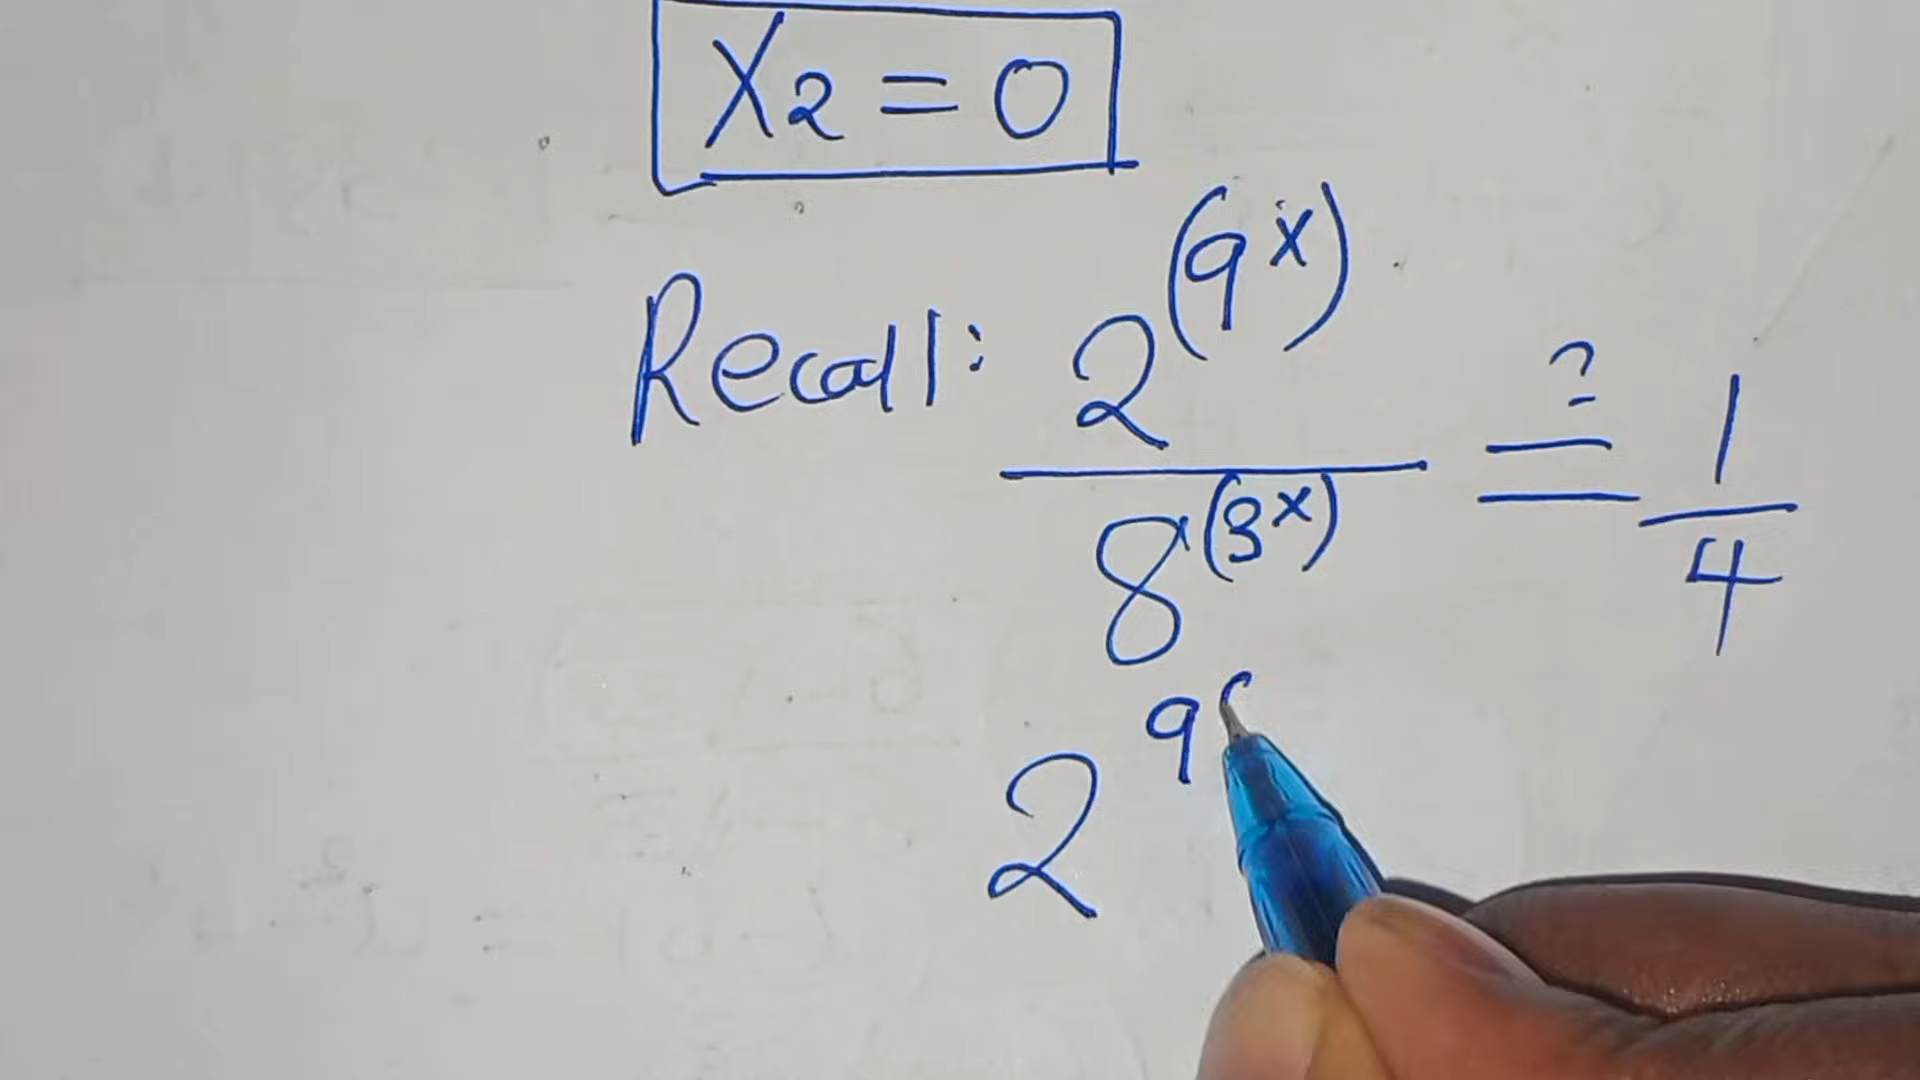 X₂ = 0
Recall: 2^(9^x) / 8^(3^x) =? 1/4
2^9